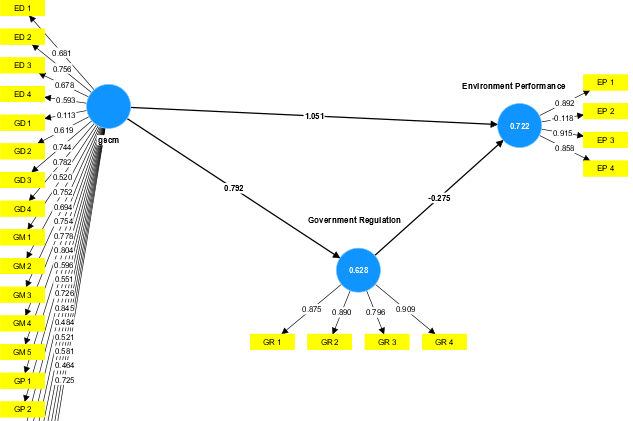 ED 1
ED 2
ED 3
ED 4
GD 1
GD 2
GD 3
GD 4
GM 1
GM 2
GM 3
GM 4
GM 5
GP 1
GP 2
0.681
0.756
0.678
0.593
0.113
0.619
0.744
0.782
0.520
0.752
0.694
0.754
0.778
0.804
0.596
0.551
0.726
0.845
0.484
0.521
0.581
0.464
0.725
gscm
1.051
0.792
-0.275
Environment Performance
0.722
0.892
-0.118
0.915
0.858
EP 1
EP 2
EP 3
EP 4
Government Regulation
0.628
0.875
0.890
0.796
0.909
GR 1
GR 2
GR 3
GR 4